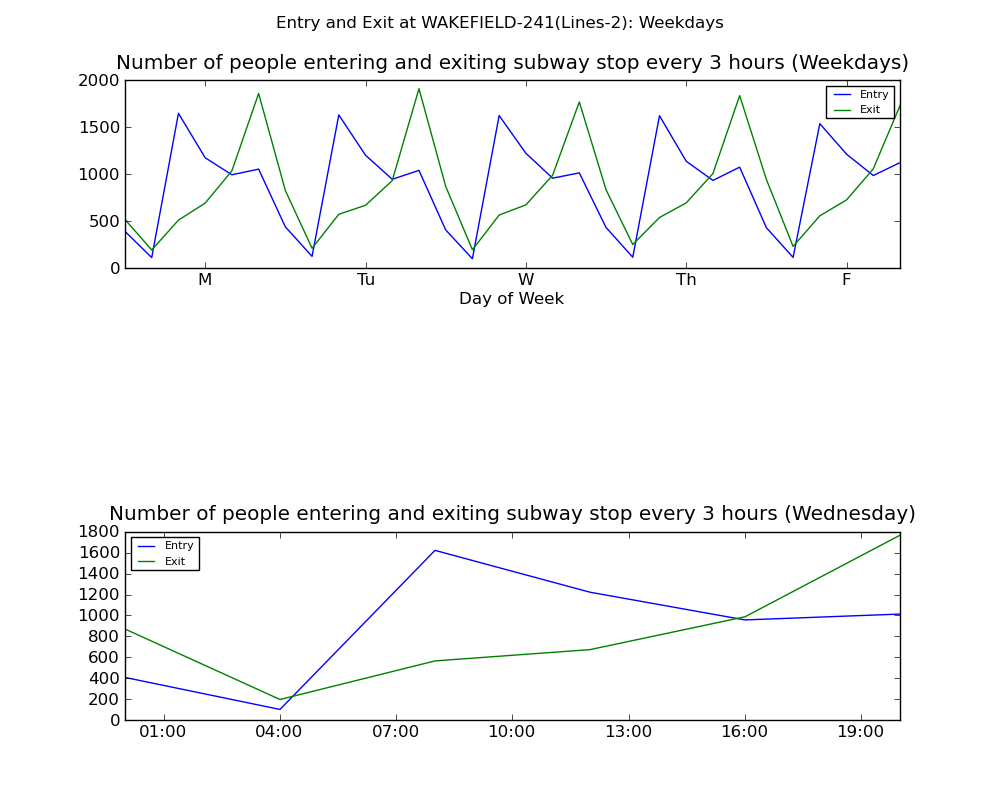 Entry and Exit at WAKEFIELD-241(Lines-2): Weekdays
Number of people entering and exiting subway stop every 3 hours (Weekdays)
2000
1500
1000
500
0
Entry
Exit
M Tu W Th F
Day of Week
Number of people entering and exiting subway stop every 3 hours (Wednesday)
1800
1600
1400
1200
1000
800
600
400
200
0
Entry
Exit
01:00 04:00 07:00 10:00 13:00 16:00 19:00